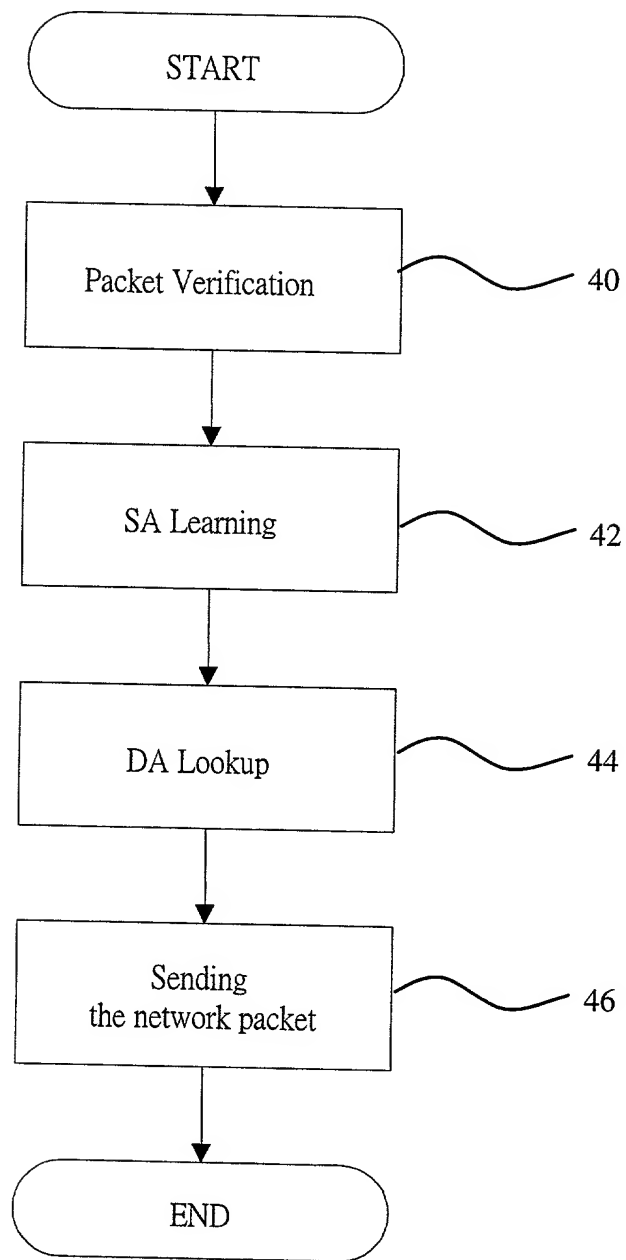 START
Packet Verification
40
SA Learning
42
DA Lookup
44
Sending
the network packet
46
END